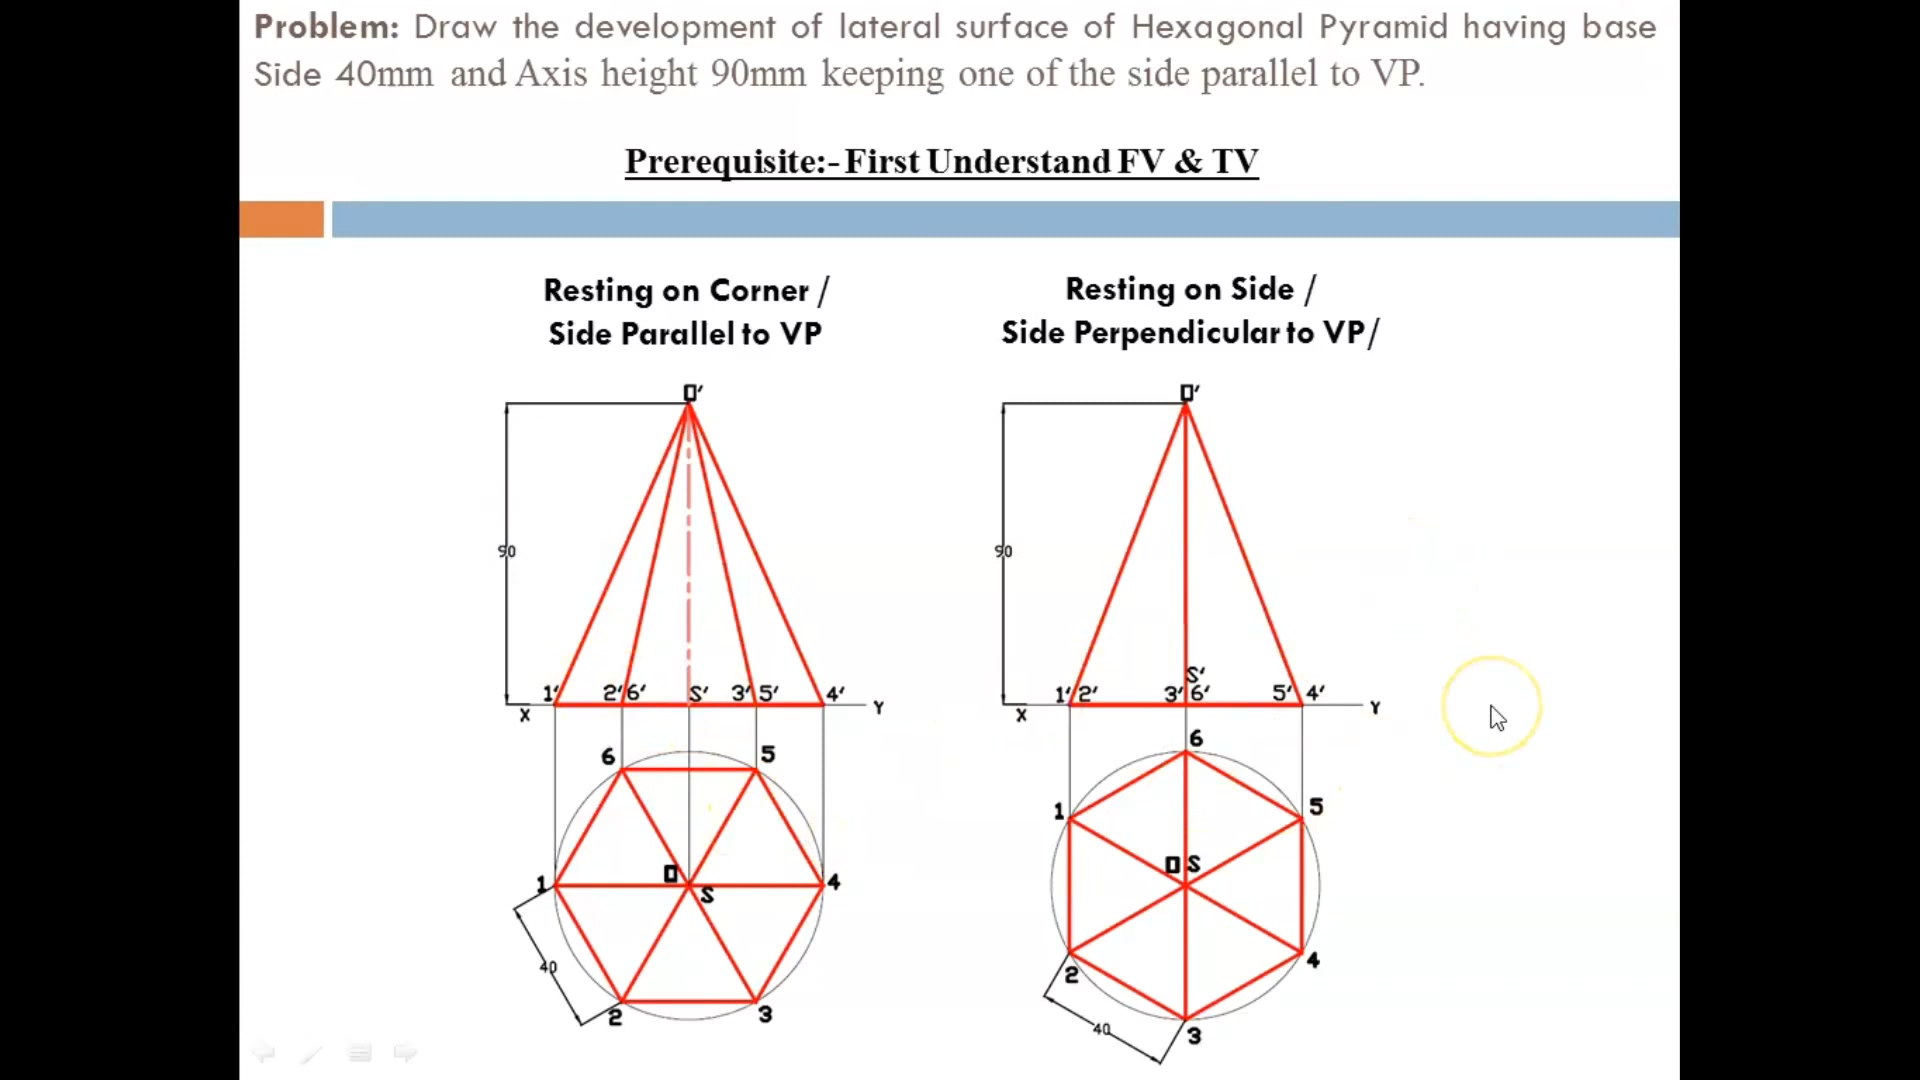 Problem: Draw the development of lateral surface of Hexagonal Pyramid having base
Side 40mm and Axis height 90mm keeping one of the side parallel to VP.
Prerequisite:- First Understand FV & TV
Resting on Corner /
Side Parallel to VP
O'
90
1' 2' 6' S' 3' 5' 4'
X Y
6 5
1 O S 4
40
2 3
Resting on Side /
Side Perpendicular to VP/
O'
90
S'
1' 2' 3' 6' 5' 4'
X Y
6
1 5
O S
2 4
40
3